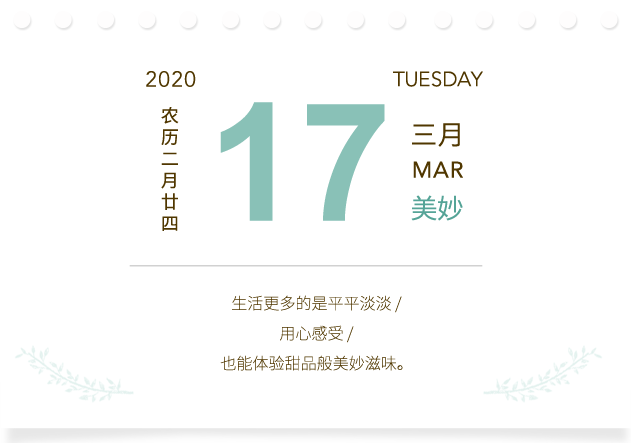 2020
TUESDAY
农历二月廿四
17
三月
MAR
美妙
生活更多的是平平淡淡 /
用心感受 /
也能体验甜品般美妙滋味。